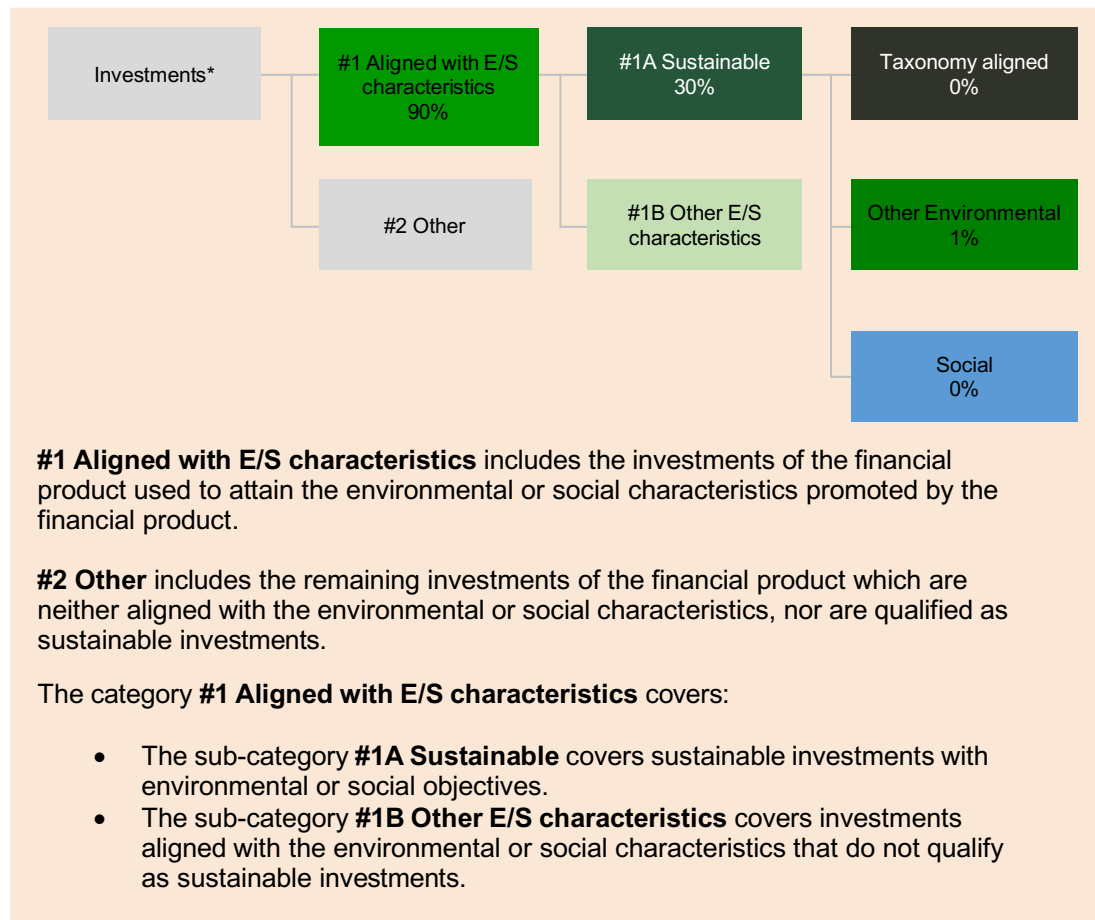 Investments*
#1 Aligned with E/S
characteristics
90%
#1A Sustainable
30%
Taxonomy aligned
0%
#2 Other
#1B Other E/S
characteristics
Other Environmental
1%
Social
0%
#1 Aligned with E/S characteristics includes the investments of the financial
product used to attain the environmental or social characteristics promoted by the
financial product.
#2 Other includes the remaining investments of the financial product which are
neither aligned with the environmental or social characteristics, nor are qualified as
sustainable investments.
The category #1 Aligned with E/S characteristics covers:
• The sub-category #1A Sustainable covers sustainable investments with
environmental or social objectives.
• The sub-category #1B Other E/S characteristics covers investments
aligned with the environmental or social characteristics that do not qualify
as sustainable investments.